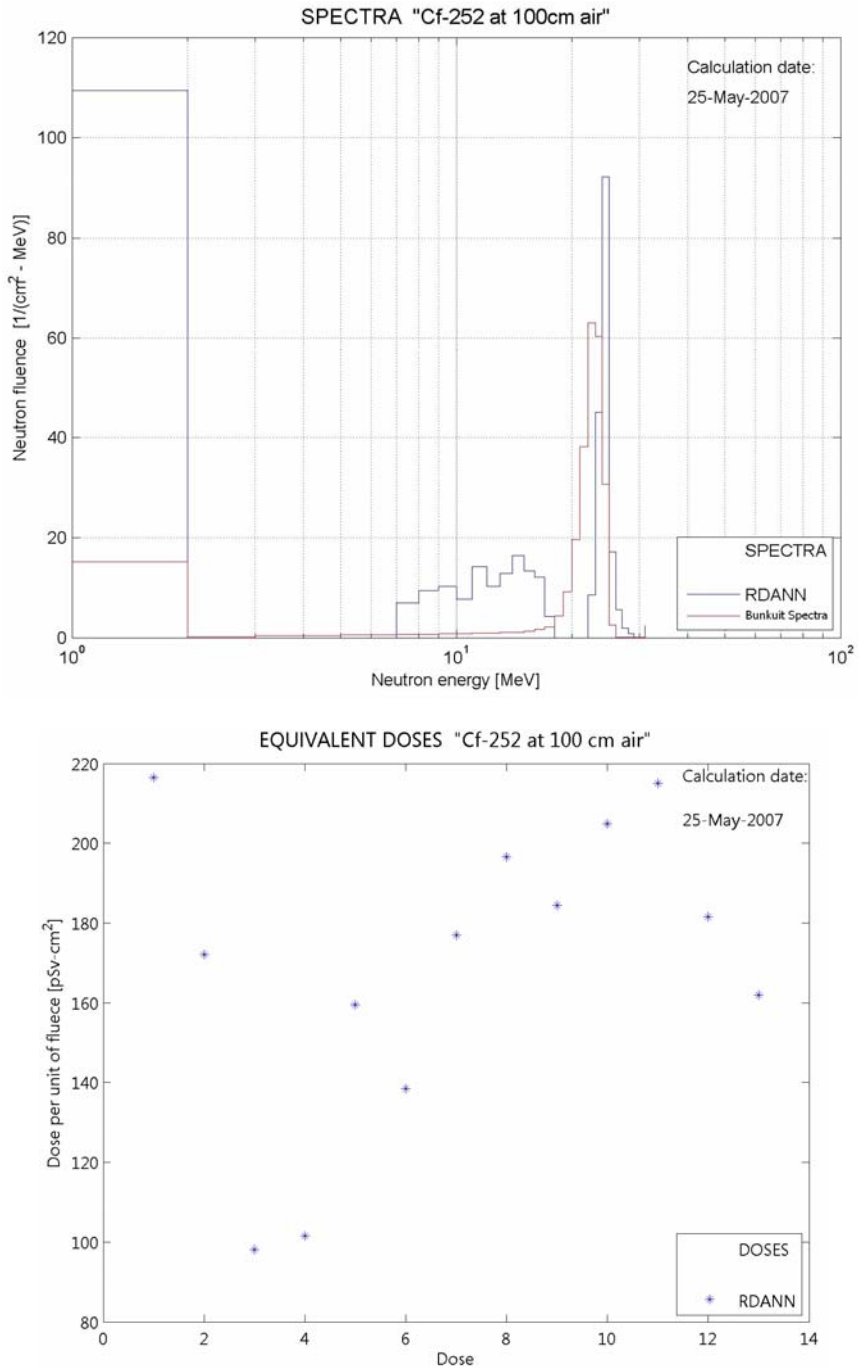 SPECTRA "Cf-252 at 100cm air"
120
100
80
60
40
20
0
Neutron fluence [1/(cm² - MeV)]
Calculation date:
25-May-2007
SPECTRA
RDANN
Bunkuit Spectra
10⁰
10¹
10²
Neutron energy [MeV]
EQUIVALENT DOSES "Cf-252 at 100 cm air"
220
200
180
160
140
120
100
80
Dose per unit of fluece [pSv-cm²]
Calculation date:
25-May-2007
DOSES
RDANN
0 2 4 6 8 10 12 14
Dose